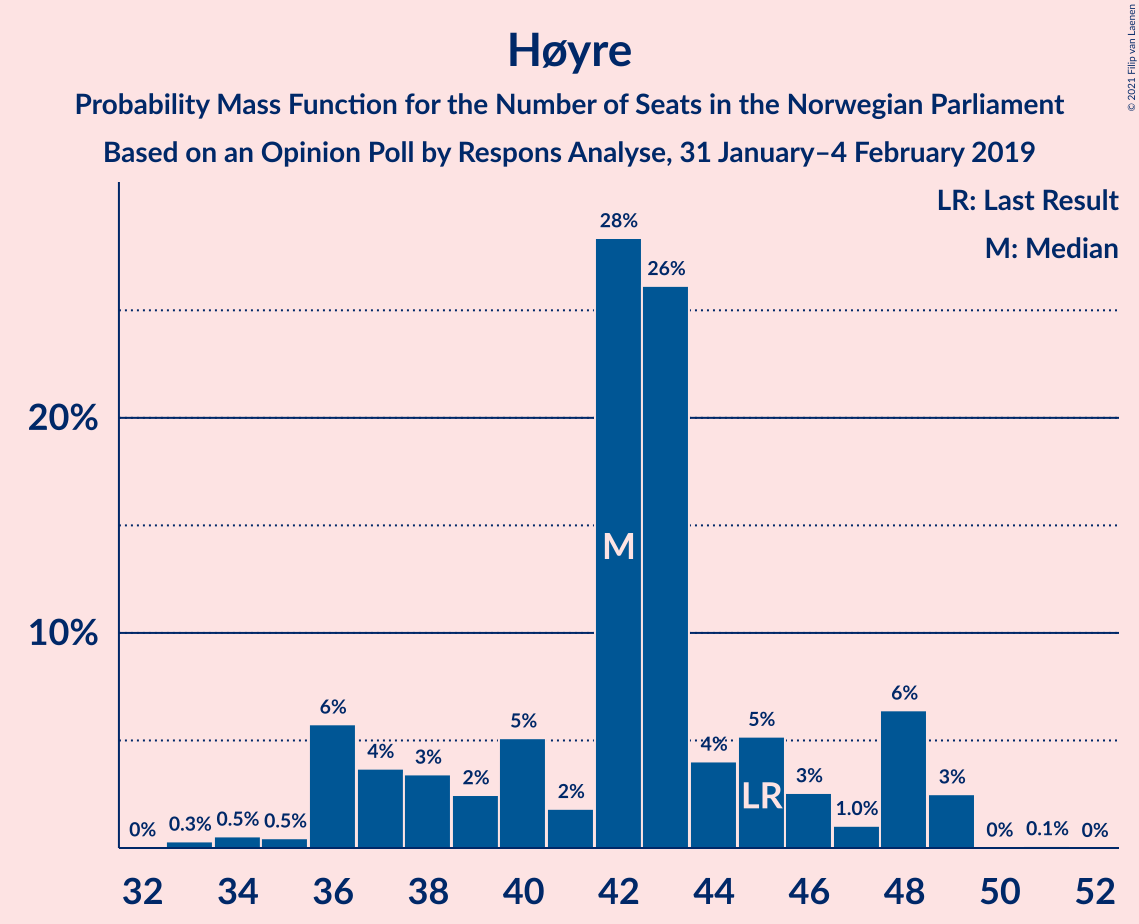 Høyre
Probability Mass Function for the Number of Seats in the Norwegian Parliament
Based on an Opinion Poll by Respons Analyse, 31 January–4 February 2019
© 2021 Filip van Laenen
LR: Last Result
M: Median
20%
10%
0%
0.3%
0.5%
0.5%
6%
4%
3%
2%
5%
2%
28%
26%
4%
5%
3%
1.0%
6%
3%
0%
0.1%
0%
M
LR
32 34 36 38 40 42 44 46 48 50 52